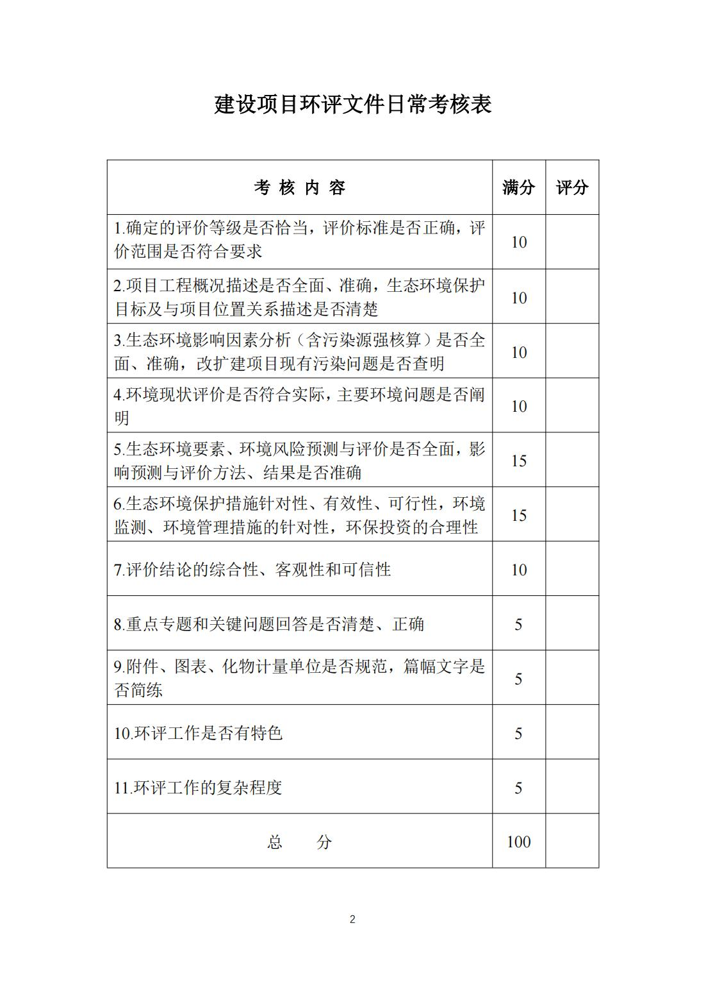 建设项目环评文件日常考核表
考 核 内 容 满分 评分
1.确定的评价等级是否恰当，评价标准是否正确，评
价范围是否符合要求
10
2.项目工程概况描述是否全面、准确，生态环境保护
目标及与项目位置关系描述是否清楚
10
3.生态环境影响因素分析（含污染源强核算）是否全
面、准确，改扩建项目现有污染问题是否查明
10
4.环境现状评价是否符合实际，主要环境问题是否阐
明
10
5.生态环境要素、环境风险预测与评价是否全面，影
响预测与评价方法、结果是否准确
15
6.生态环境保护措施针对性、有效性、可行性，环境
监测、环境管理措施的针对性，环保投资的合理性
15
7.评价结论的综合性、客观性和可信性 10
8.重点专题和关键问题回答是否清楚、正确 5
9.附件、图表、化物计量单位是否规范，篇幅文字是
否简练
5
10.环评工作是否有特色 5
11.环评工作的复杂程度 5
总 分 100
2